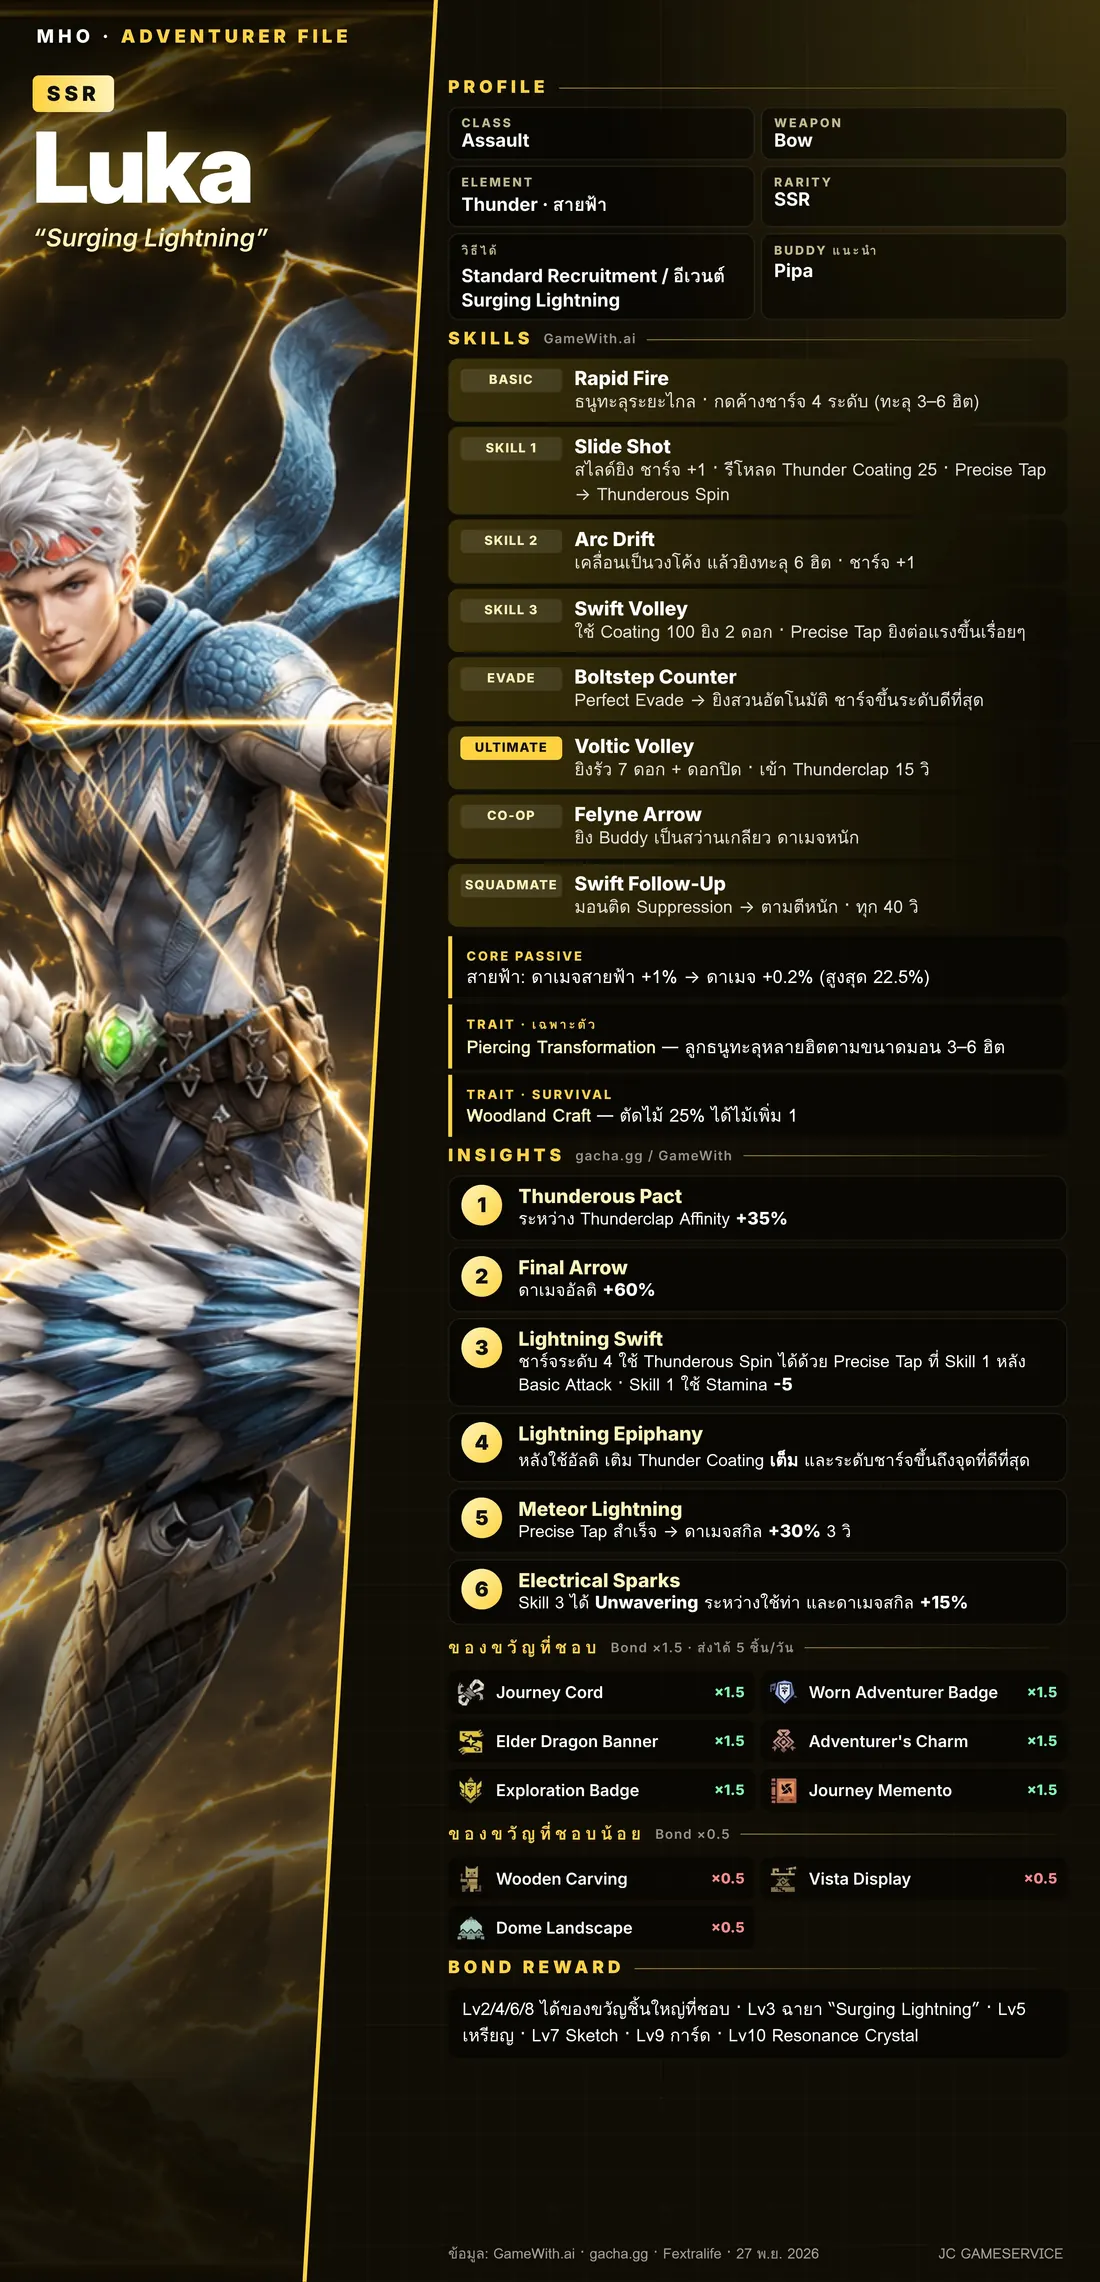 MHO · ADVENTURER FILE
SSR
Luka
“Surging Lightning”
PROFILE
CLASS
Assault
WEAPON
Bow
ELEMENT
Thunder · สายฟ้า
RARITY
SSR
วิธีได้
Standard Recruitment / อีเวนต์
Surging Lightning
BUDDY แนะนำ
Pipa
SKILLS GameWith.ai
BASIC
Rapid Fire
ธนูทะลุระยะไกล · กดค้างชาร์จ 4 ระดับ (ทะลุ 3–6 ฮิต)
SKILL 1
Slide Shot
สไลด์ยิง ชาร์จ +1 · รีโหลด Thunder Coating 25 · Precise Tap
→ Thunderous Spin
SKILL 2
Arc Drift
เคลื่อนเป็นวงโค้ง แล้วยิงทะลุ 6 ฮิต · ชาร์จ +1
SKILL 3
Swift Volley
ใช้ Coating 100 ยิง 2 ดอก · Precise Tap ยิงต่อแรงขึ้นเรื่อยๆ
EVADE
Boltstep Counter
Perfect Evade → ยิงสวนอัตโนมัติ ชาร์จขึ้นระดับดีที่สุด
ULTIMATE
Voltic Volley
ยิงรัว 7 ดอก + ดอกปิด · เข้า Thunderclap 15 วิ
CO-OP
Felyne Arrow
ยิง Buddy เป็นสว่านเกลียว ดาเมจหนัก
SQUADMATE
Swift Follow-Up
มอนติด Suppression → ตามตีหนัก · ทุก 40 วิ
CORE PASSIVE
สายฟ้า: ดาเมจสายฟ้า +1% → ดาเมจ +0.2% (สูงสุด 22.5%)
TRAIT · เฉพาะตัว
Piercing Transformation — ลูกธนูทะลุหลายฮิตตามขนาดมอน 3–6 ฮิต
TRAIT · SURVIVAL
Woodland Craft — ตัดไม้ 25% ได้ไม้เพิ่ม 1
INSIGHTS gacha.gg / GameWith
1
Thunderous Pact
ระหว่าง Thunderclap Affinity +35%
2
Final Arrow
ดาเมจอัลติ +60%
3
Lightning Swift
ชาร์จระดับ 4 ใช้ Thunderous Spin ได้ด้วย Precise Tap ที่ Skill 1 หลัง
Basic Attack · Skill 1 ใช้ Stamina -5
4
Lightning Epiphany
หลังใช้อัลติ เติม Thunder Coating เต็ม และระดับชาร์จขึ้นถึงจุดที่ดีที่สุด
5
Meteor Lightning
Precise Tap สำเร็จ → ดาเมจสกิล +30% 3 วิ
6
Electrical Sparks
Skill 3 ได้ Unwavering ระหว่างใช้ท่า และดาเมจสกิล +15%
ของขวัญที่ชอบ Bond ×1.5 · ส่งได้ 5 ชิ้น/วัน
Journey Cord ×1.5
Worn Adventurer Badge ×1.5
Elder Dragon Banner ×1.5
Adventurer's Charm ×1.5
Exploration Badge ×1.5
Journey Memento ×1.5
ของขวัญที่ชอบน้อย Bond ×0.5
Wooden Carving ×0.5
Vista Display ×0.5
Dome Landscape ×0.5
BOND REWARD
Lv2/4/6/8 ได้ของขวัญชิ้นใหญ่ที่ชอบ · Lv3 ฉายา “Surging Lightning” · Lv5
เหรียญ · Lv7 Sketch · Lv9 การ์ด · Lv10 Resonance Crystal
ข้อมูล: GameWith.ai · gacha.gg · Fextralife · 27 พ.ย. 2026
JC GAMESERVICE